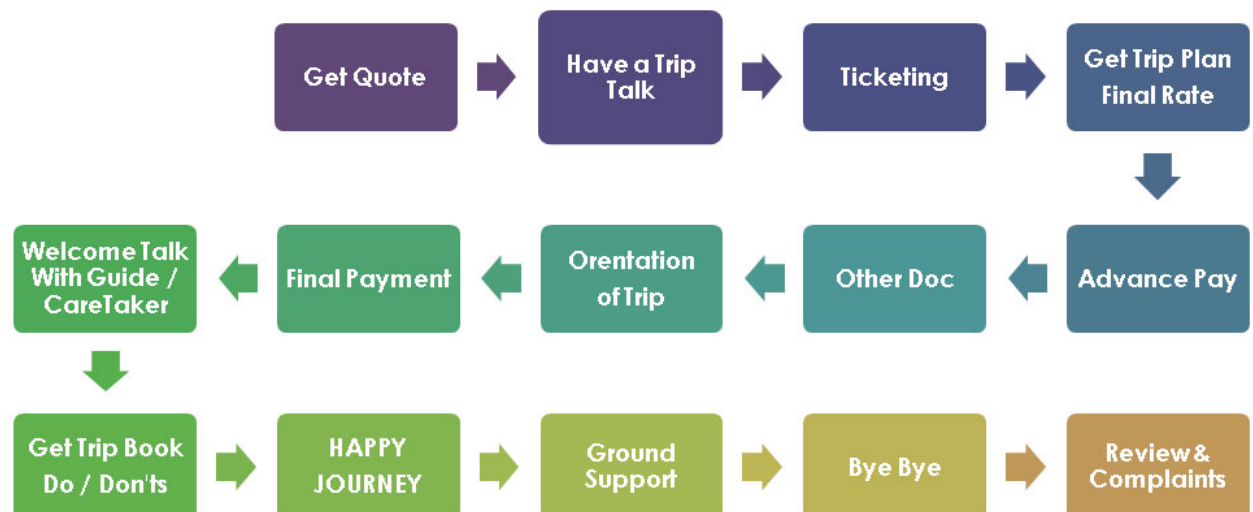 Get Quote
Have a Trip
Talk
Ticketing
Get Trip Plan
Final Rate
Advance Pay
Other Doc
Orentation
of Trip
Final Payment
Welcome Talk
With Guide /
CareTaker
Get Trip Book
Do / Don'ts
HAPPY
JOURNEY
Ground
Support
Bye Bye
Review &
Complaints